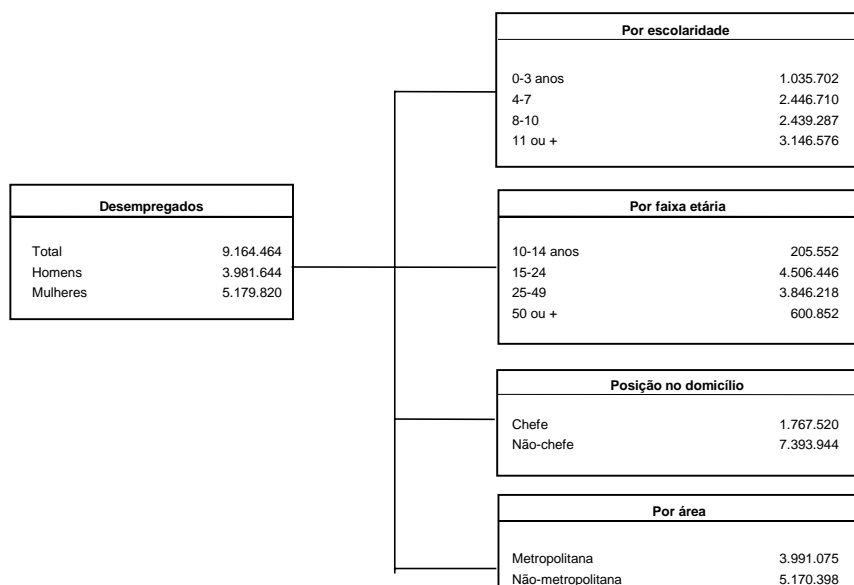 Por escolaridade
0-3 anos 1.035.702
4-7 2.446.710
8-10 2.439.287
11 ou + 3.146.576
Desempregados
Total 9.164.464
Homens 3.981.644
Mulheres 5.179.820
Por faixa etária
10-14 anos 205.552
15-24 4.506.446
25-49 3.846.218
50 ou + 600.852
Posição no domicílio
Chefe 1.767.520
Não-chefe 7.393.944
Por área
Metropolitana 3.991.075
Não-metropolitana 5.170.398